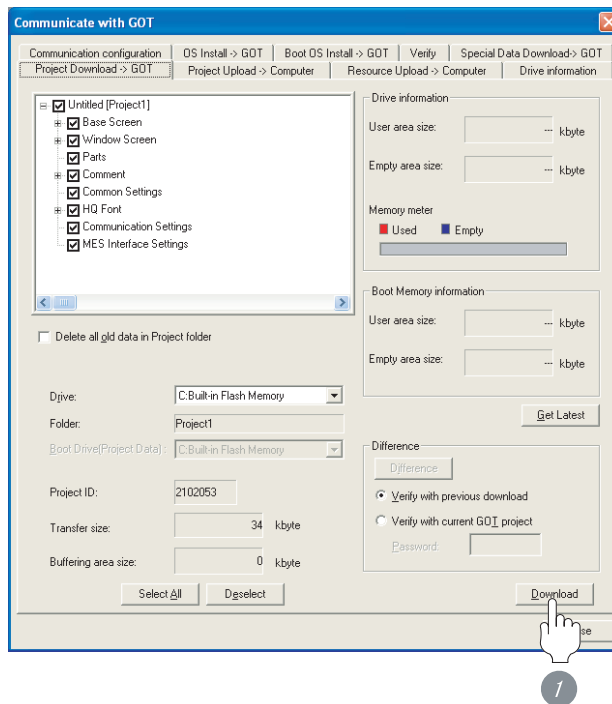 Communicate with GOT
Communication configuration OS Install -> GOT Boot OS Install -> GOT Verify Special Data Download-> GOT
Project Download -> GOT Project Upload -> Computer Resource Upload -> Computer Drive information
Untitled [Project1]
Base Screen
Window Screen
Parts
Comment
Common Settings
HQ Font
Communication Settings
MES Interface Settings
Delete all old data in Project folder
Drive: C:Built-in Flash Memory
Folder: Project1
Boot Drive(Project Data) : C:Built-in Flash Memory
Project ID: 2102053
Transfer size: 34 kbyte
Buffering area size: 0 kbyte
Select All Deselect
Drive information
User area size: --- kbyte
Empty area size: --- kbyte
Memory meter
Used Empty
Boot Memory information
User area size: --- kbyte
Empty area size: --- kbyte
Get Latest
Difference
Difference
Verify with previous download
Verify with current GOT project
Password:
Download
se
1